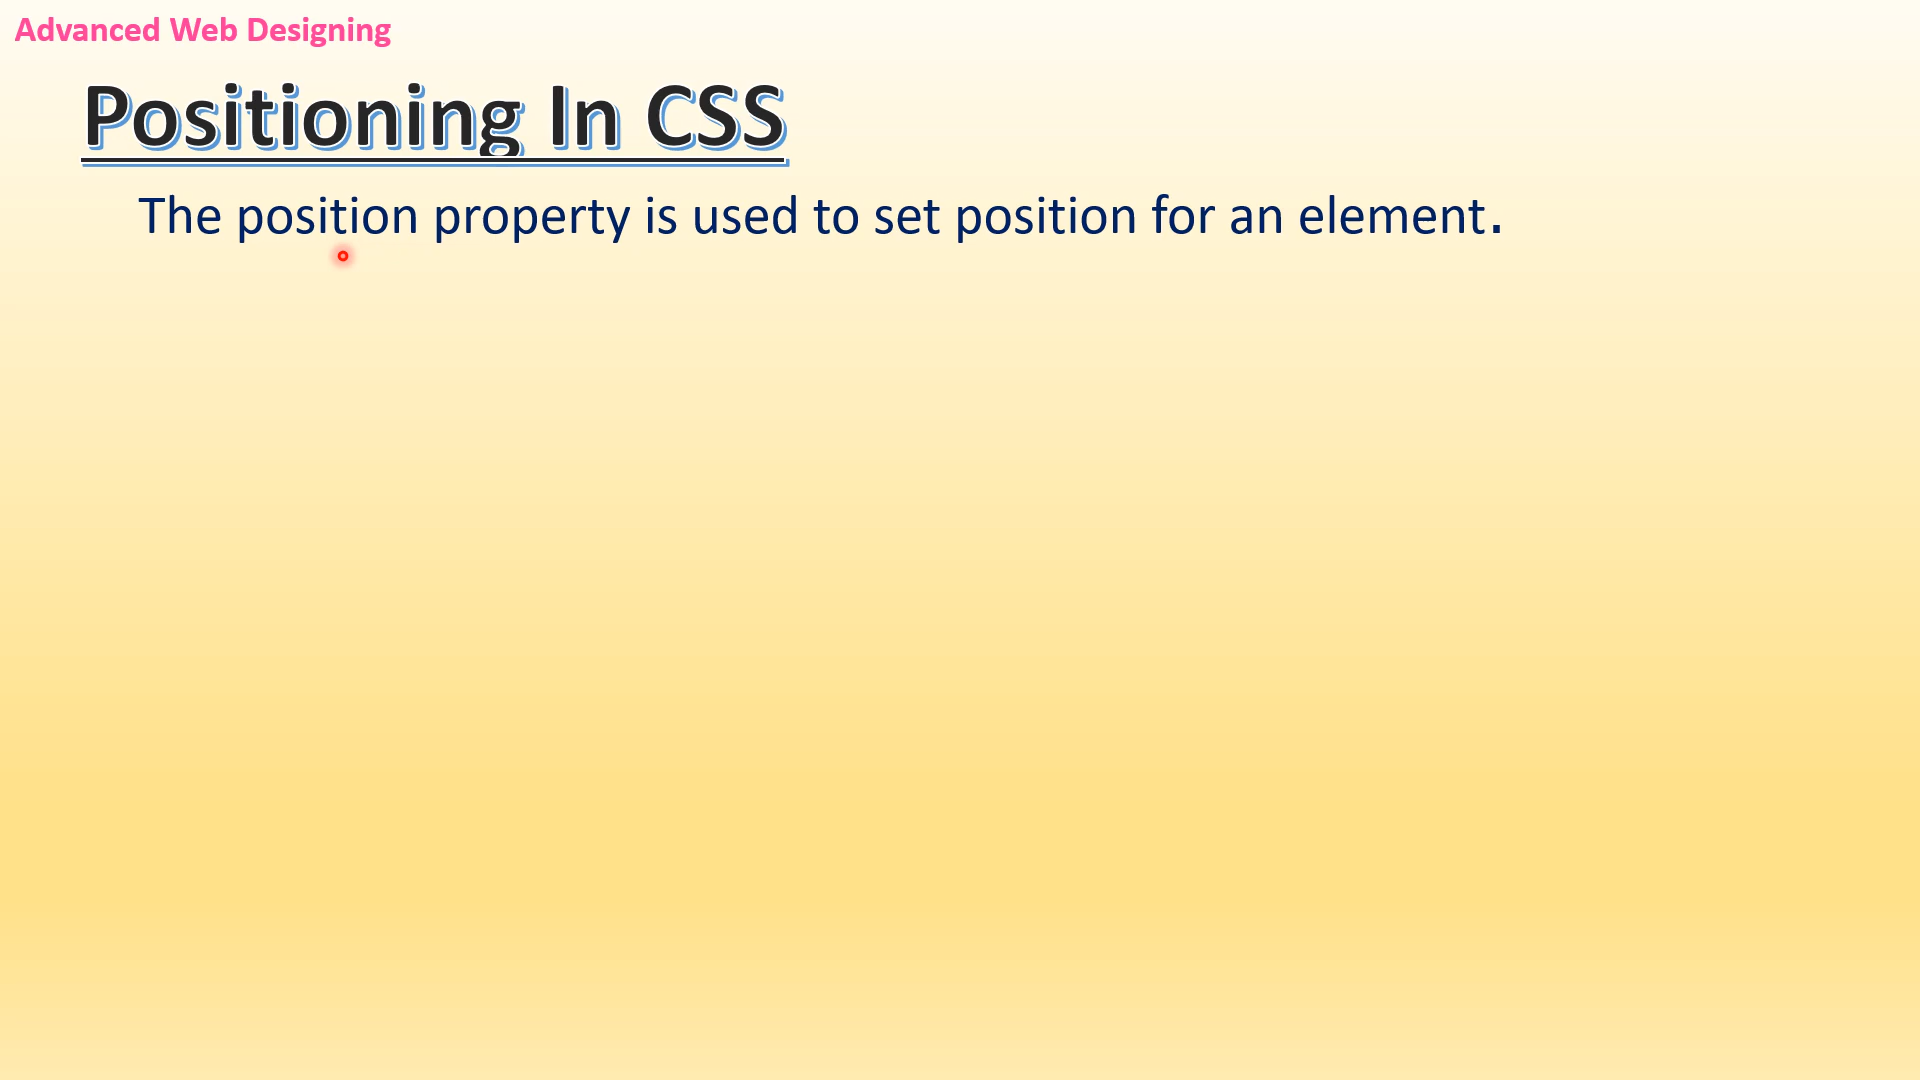 Advanced Web Designing
Positioning In CSS
The position property is used to set position for an element.